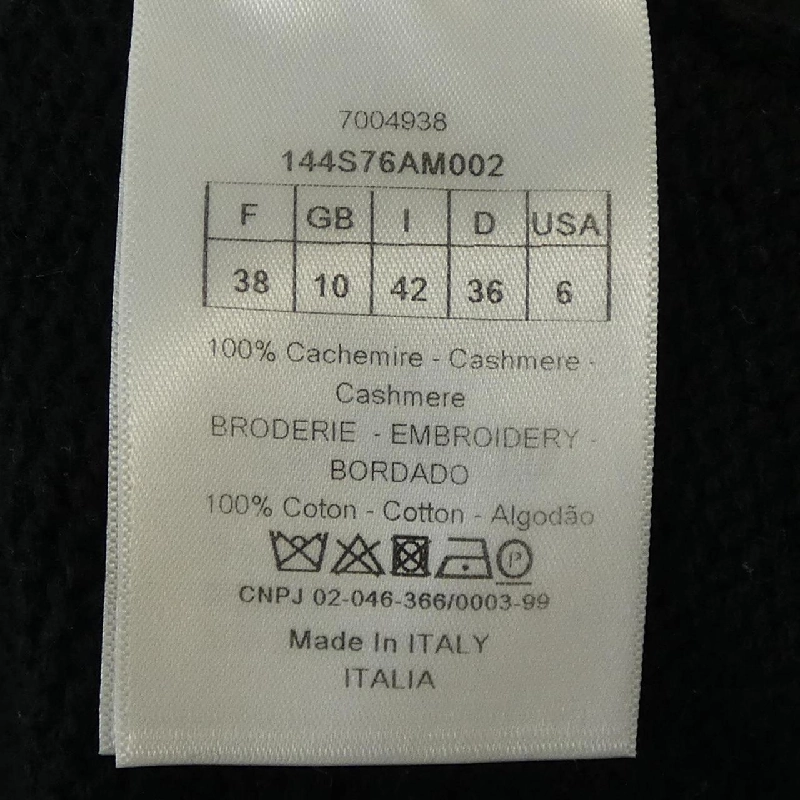 7004938
144S76AM002
F GB I D USA
38 10 42 36 6
100% Cachemire - Cashmere -
Cashmere
BRODERIE - EMBROIDERY -
BORDADO
100% Coton - Cotton - Algodão
P
CNPJ 02-046-366/0003-99
Made In ITALY
ITALIA